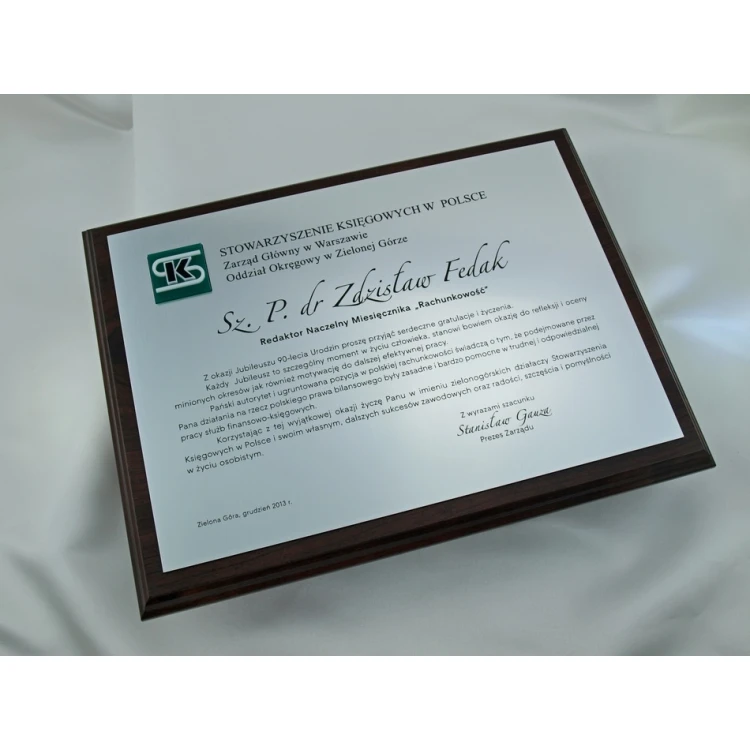 SK
STOWARZYSZENIE KSIĘGOWYCH W POLSCE
Zarząd Główny w Warszawie
Oddział Okręgowy w Zielonej Górze
Sz. P. dr Zdzisław Fedak
Redaktor Naczelny Miesięcznika „Rachunkowość"
Z okazji Jubileuszu 90-lecia Urodzin proszę przyjąć serdeczne gratulacje i życzenia.
Każdy Jubileusz to szczególny moment w życiu człowieka, stanowi bowiem okazję do refleksji i oceny
minionych okresów jak również motywację do dalszej efektywnej pracy.
Pański autorytet i ugruntowana pozycja w polskiej rachunkowości świadczą o tym, że podejmowane przez
Pana działania na rzecz polskiego prawa bilansowego były zasadne i bardzo pomocne w trudnej i odpowiedzialnej
pracy służb finansowo-księgowych.
Korzystając z tej wyjątkowej okazji życzę Panu w imieniu zielonogórskich działaczy Stowarzyszenia
Księgowych w Polsce i swoim własnym, dalszych sukcesów zawodowych oraz radości, szczęścia i pomyślności
w życiu osobistym.
Z wyrazami szacunku
Stanisław Gauza
Prezes Zarządu
Zielona Góra, grudzień 2013 r.